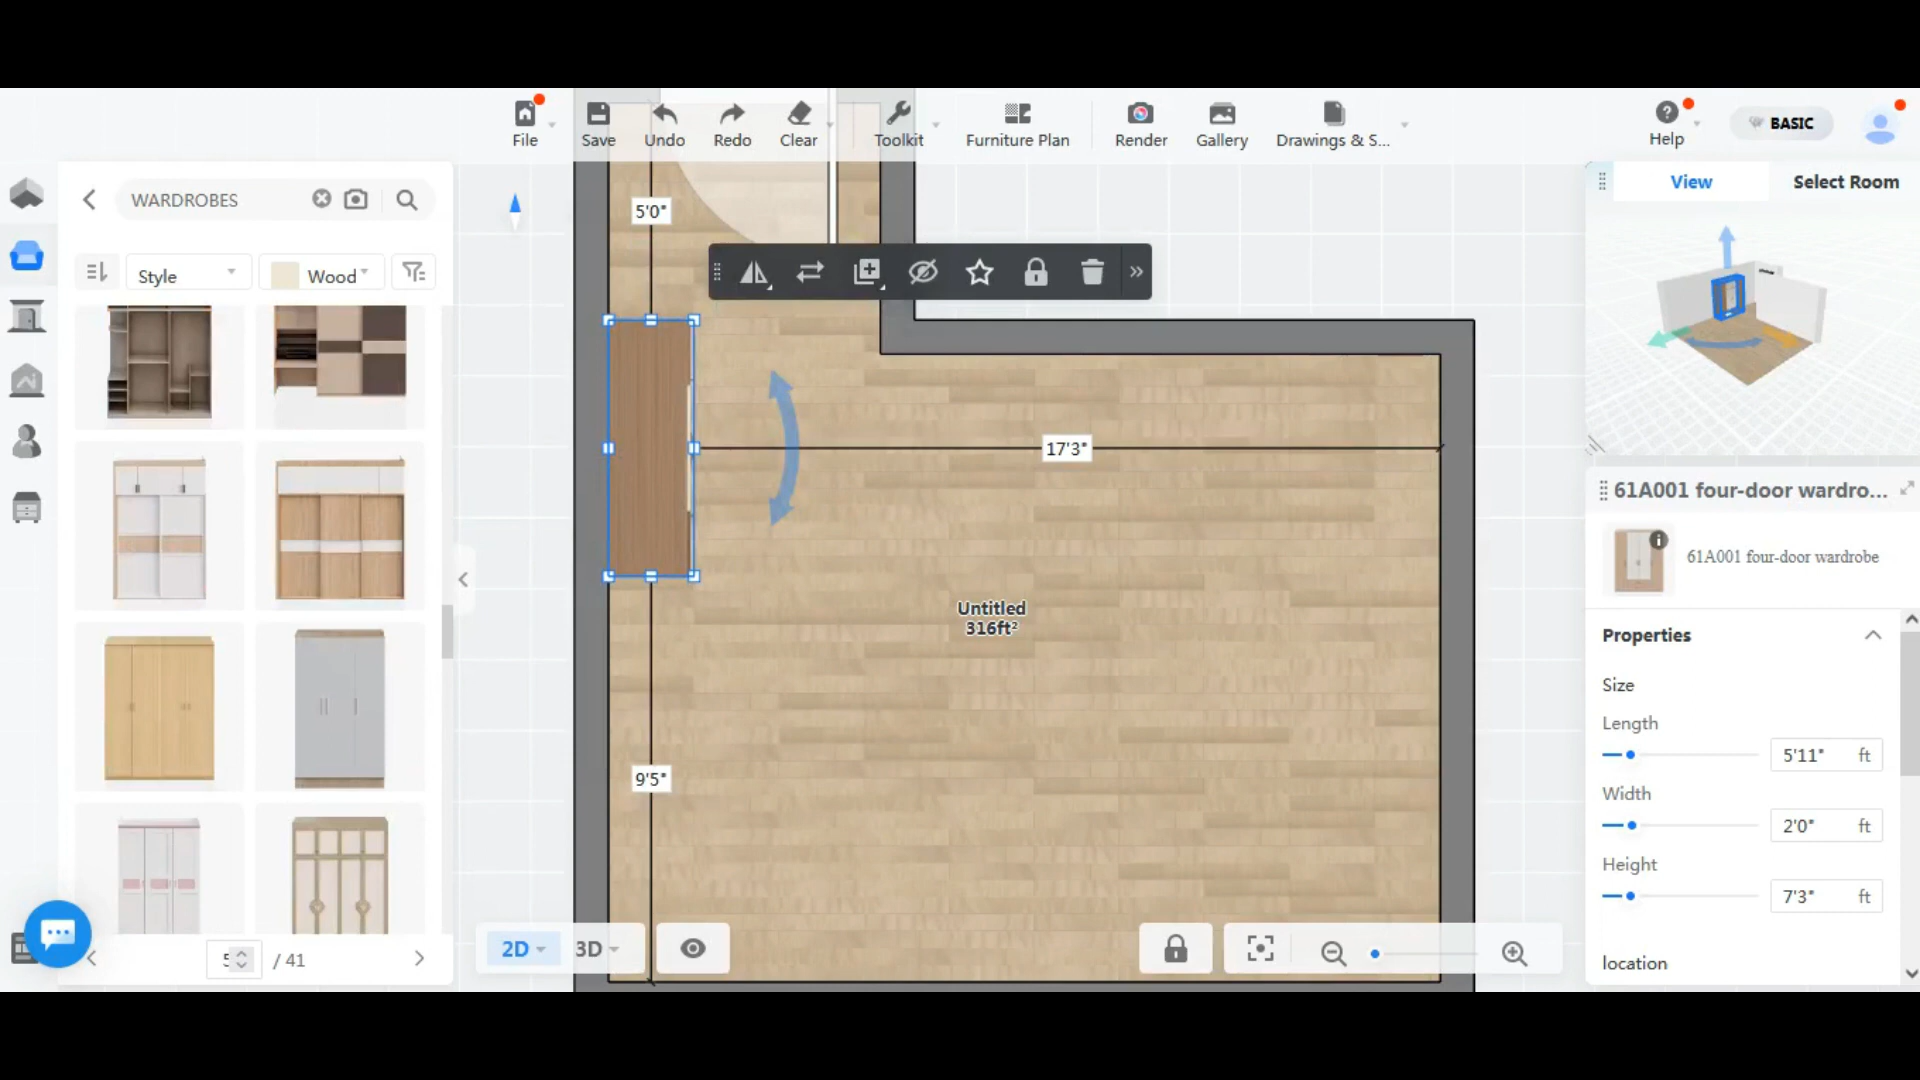 File
Save
Undo
Redo
Clear
Toolkit
Furniture Plan
Render
Gallery
Drawings & S...
Help
BASIC
WARDROBES
Style
Wood
5 / 41
5'0"
17'3"
Untitled
316ft²
9'5"
2D
3D
View
Select Room
61A001 four-door wardro...
61A001 four-door wardrobe
Properties
Size
Length
5'11" ft
Width
2'0" ft
Height
7'3" ft
location